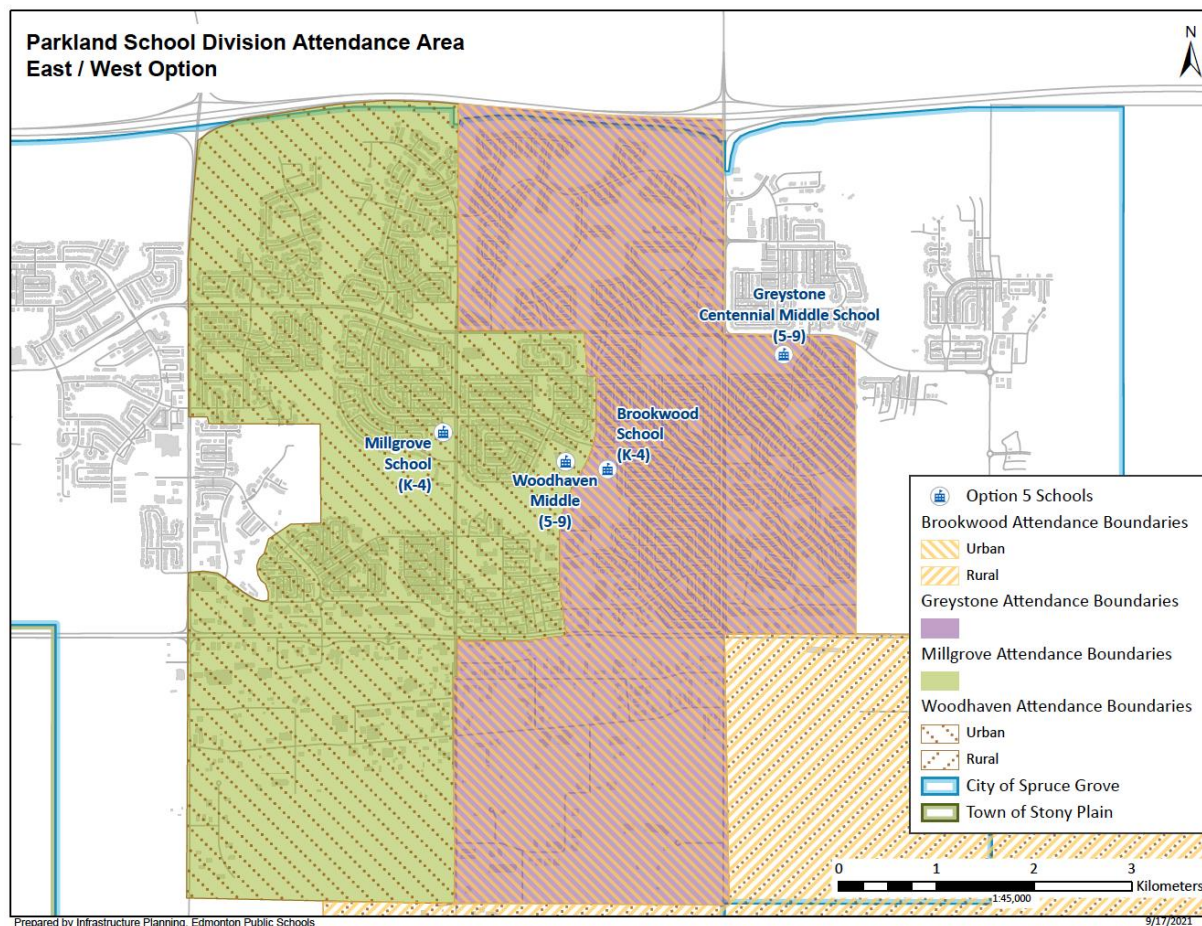 Parkland School Division Attendance Area
East / West Option
N
Greystone
Centennial Middle School
(5-9)
Brookwood
School
(K-4)
Millgrove
School
(K-4)
Woodhaven
Middle
(5-9)
Option 5 Schools
Brookwood Attendance Boundaries
Urban
Rural
Greystone Attendance Boundaries
Millgrove Attendance Boundaries
Woodhaven Attendance Boundaries
Urban
Rural
City of Spruce Grove
Town of Stony Plain
0 1 2 3
Kilometers
1:45,000
Prepared by Infrastructure Planning, Edmonton Public Schools
9/17/2021